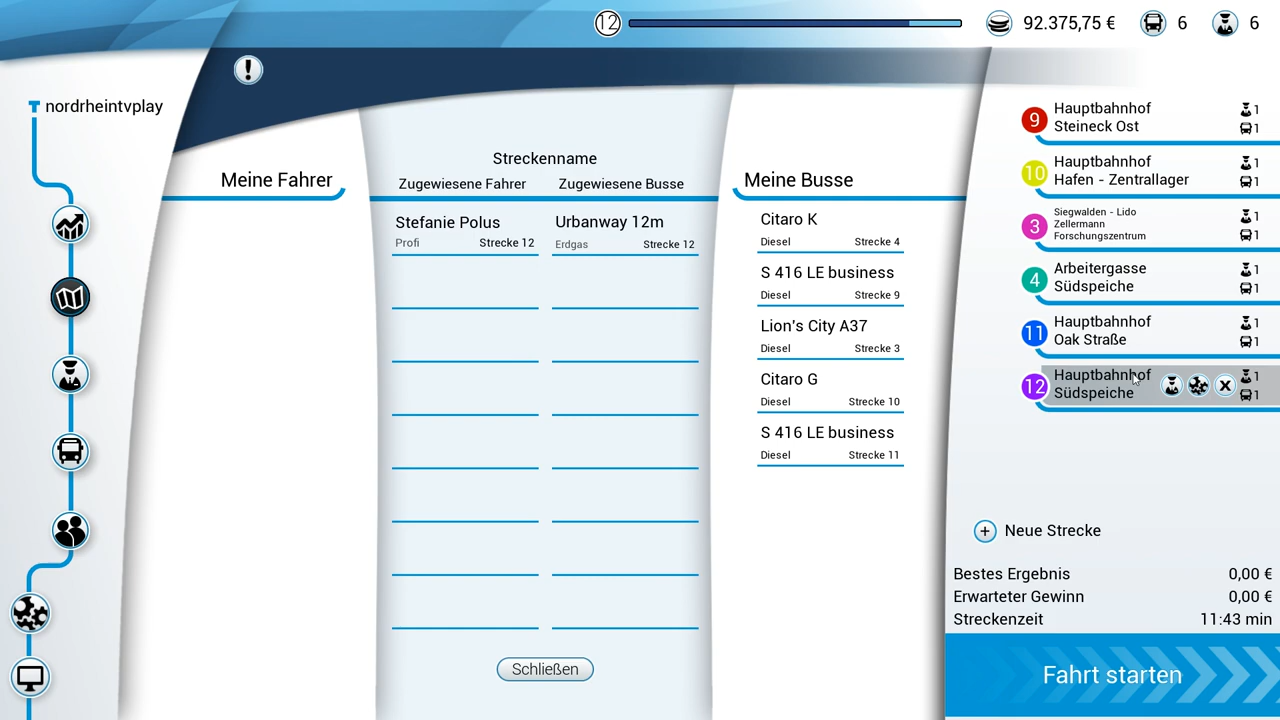 12 92.375,75 € 6 6
nordrheintvplay
Meine Fahrer
Streckenname
Zugewiesene Fahrer Zugewiesene Busse
Stefanie Polus Urbanway 12m
Profi Strecke 12 Erdgas Strecke 12
Schließen
Meine Busse
Citaro K
Diesel Strecke 4
S 416 LE business
Diesel Strecke 9
Lion's City A37
Diesel Strecke 3
Citaro G
Diesel Strecke 10
S 416 LE business
Diesel Strecke 11
9 Hauptbahnhof 1
Steineck Ost 1
10 Hauptbahnhof 1
Hafen - Zentrallager 1
3 Siegwalden - Lido 1
Zellermann
Forschungszentrum 1
4 Arbeitergasse 1
Südspeiche 1
11 Hauptbahnhof 1
Oak Straße 1
12 Hauptbahnhof 1
Südspeiche 1
+ Neue Strecke
Bestes Ergebnis 0,00 €
Erwarteter Gewinn 0,00 €
Streckenzeit 11:43 min
Fahrt starten